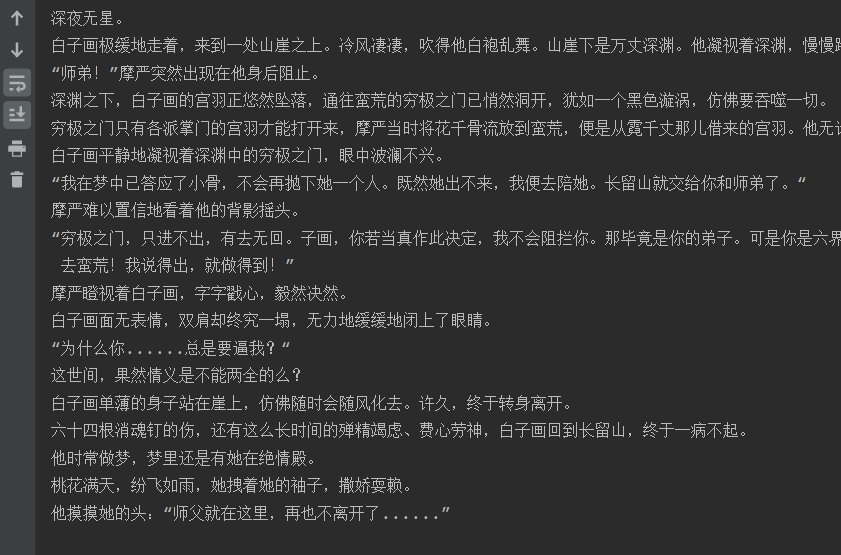 深夜无星。
白子画极缓地走着，来到一处山崖之上。冷风凄凄，吹得他白袍乱舞。山崖下是万丈深渊。他凝视着深渊，慢慢
“师弟！”摩严突然出现在他身后阻止。
深渊之下，白子画的宫羽正悠然坠落，通往蛮荒的穷极之门已悄然洞开，犹如一个黑色漩涡，仿佛要吞噬一切。
穷极之门只有各派掌门的宫羽才能打开来，摩严当时将花千骨流放到蛮荒，便是从霓千丈那儿借来的宫羽。他无
白子画平静地凝视着深渊中的穷极之门，眼中波澜不兴。
“我在梦中已答应了小骨，不会再抛下她一个人。既然她出不来，我便去陪她。长留山就交给你和师弟了。“
摩严难以置信地看着他的背影摇头。
“穷极之门，只进不出，有去无回。子画，你若当真作此决定，我不会阻拦你。那毕竟是你的弟子。可是你是六界
去蛮荒！我说得出，就做得到！”
摩严瞪视着白子画，字字戳心，毅然决然。
白子画面无表情，双肩却终究一塌，无力地缓缓地闭上了眼睛。
“为什么你......总是要逼我？“
这世间，果然情义是不能两全的么？
白子画单薄的身子站在崖上，仿佛随时会随风化去。许久，终于转身离开。
六十四根消魂钉的伤，还有这么长时间的殚精竭虑、费心劳神，白子画回到长留山，终于一病不起。
他时常做梦，梦里还是有她在绝情殿。
桃花满天，纷飞如雨，她拽着她的袖子，撒娇耍赖。
他摸摸她的头：“师父就在这里，再也不离开了......”